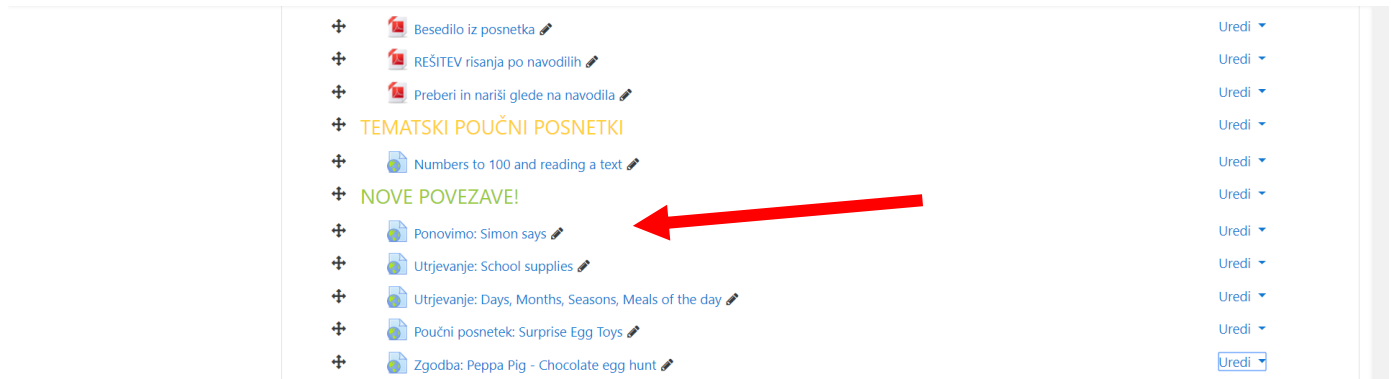 Besedilo iz posnetka Uredi
REŠITEV risanja po navodilih Uredi
Preberi in nariši glede na navodila Uredi
TEMATSKI POUČNI POSNETKI Uredi
Numbers to 100 and reading a text Uredi
NOVE POVEZAVE! Uredi
Ponovimo: Simon says Uredi
Utrjevanje: School supplies Uredi
Utrjevanje: Days, Months, Seasons, Meals of the day Uredi
Poučni posnetek: Surprise Egg Toys Uredi
Zgodba: Peppa Pig - Chocolate egg hunt Uredi